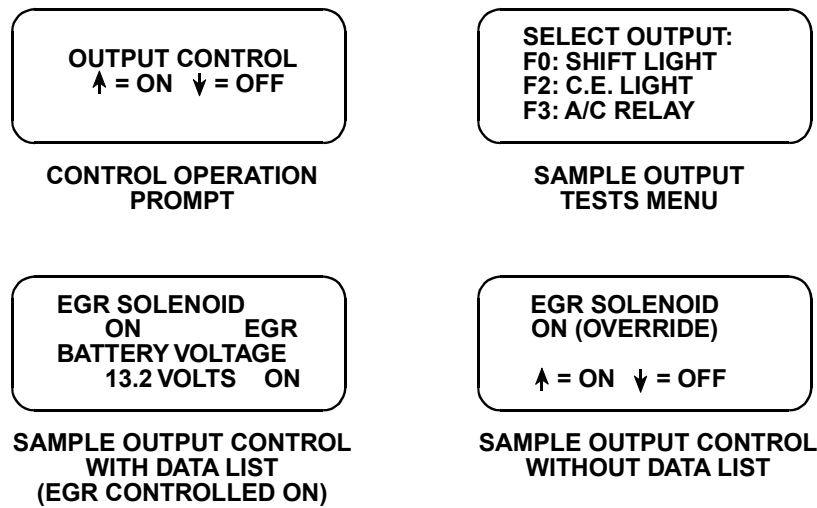 OUTPUT CONTROL
↑ = ON ↓ = OFF
CONTROL OPERATION
PROMPT
SELECT OUTPUT:
F0: SHIFT LIGHT
F2: C.E. LIGHT
F3: A/C RELAY
SAMPLE OUTPUT
TESTS MENU
EGR SOLENOID
ON EGR
BATTERY VOLTAGE
13.2 VOLTS ON
SAMPLE OUTPUT CONTROL
WITH DATA LIST
(EGR CONTROLLED ON)
EGR SOLENOID
ON (OVERRIDE)
↑ = ON ↓ = OFF
SAMPLE OUTPUT CONTROL
WITHOUT DATA LIST